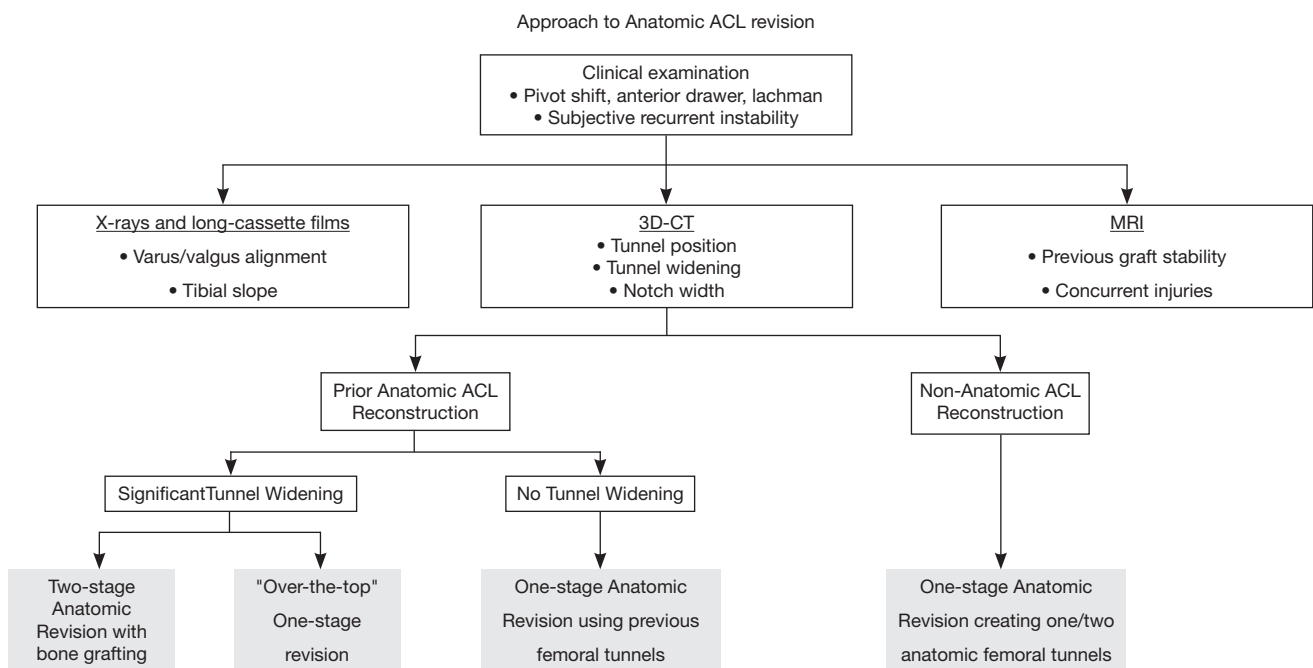 Approach to Anatomic ACL revision
Clinical examination
• Pivot shift, anterior drawer, lachman
• Subjective recurrent instability
X-rays and long-cassette films
• Varus/valgus alignment
• Tibial slope
3D-CT
• Tunnel position
• Tunnel widening
• Notch width
MRI
• Previous graft stability
• Concurrent injuries
Prior Anatomic ACL
Reconstruction
Non-Anatomic ACL
Reconstruction
SignificantTunnel Widening
No Tunnel Widening
Two-stage
Anatomic
Revision with
bone grafting
"Over-the-top"
One-stage
revision
One-stage Anatomic
Revision using previous
femoral tunnels
One-stage Anatomic
Revision creating one/two
anatomic femoral tunnels